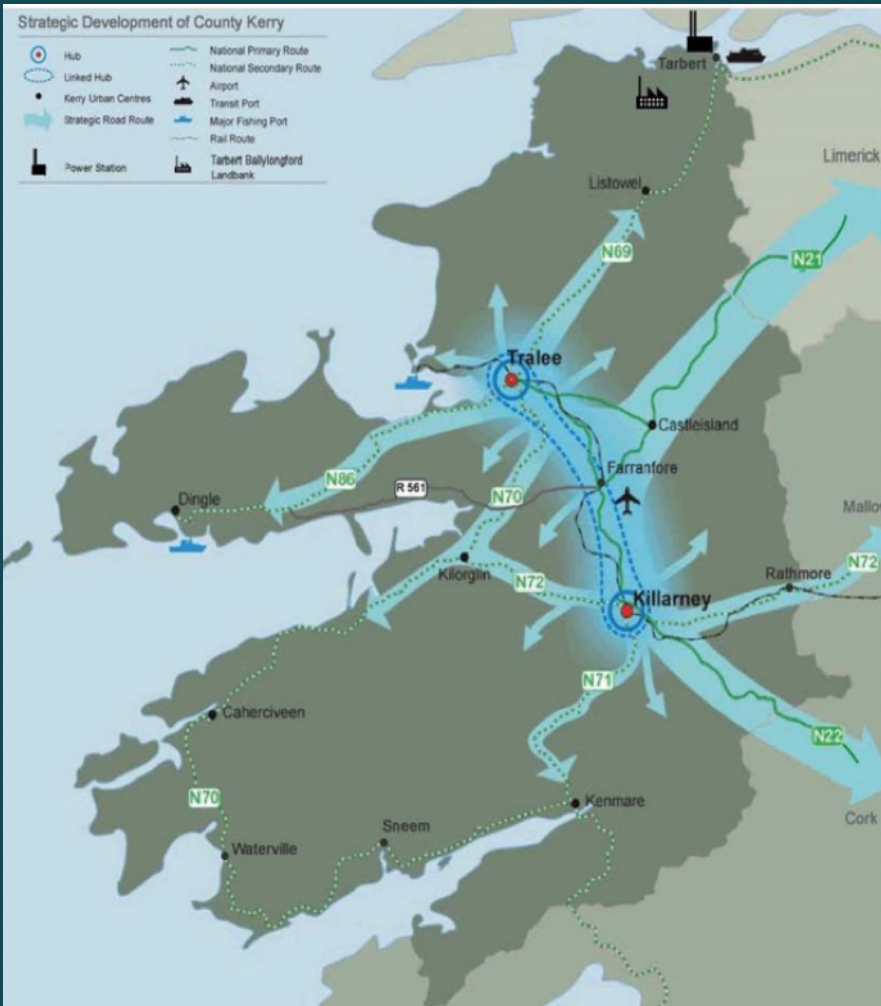 Strategic Development of County Kerry
Hub
Linked Hub
Kerry Urban Centres
Strategic Road Route
Power Station
National Primary Route
National Secondary Route
Airport
Transit Port
Major Fishing Port
Rail Route
Tarbert Ballylongford
Landbank
Tarbert
Limerick
Listowel
N69
N21
Tralee
Castleisland
Farranfore
N86
R 561
N70
Dingle
Mallow
Kilorglin
N72
Rathmore
N72
Killarney
N71
Caherciveen
N22
N70
Kenmare
Cork
Sneem
Waterville